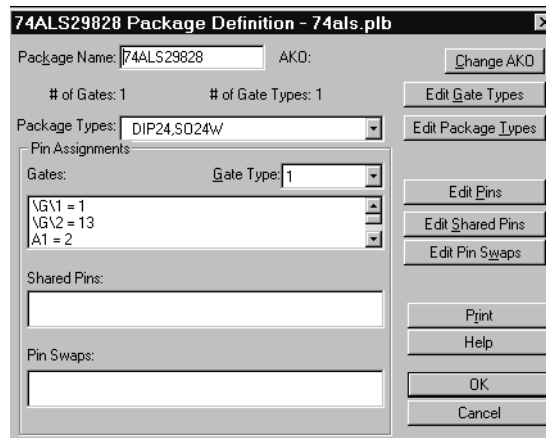 74ALS29828 Package Definition - 74als.plb
Package Name: 74ALS29828 AKO: Change AKO
# of Gates: 1 # of Gate Types: 1 Edit Gate Types
Package Types: DIP24,SO24W Edit Package Types
Pin Assignments
Gates: Gate Type: 1
\G\1 = 1
\G\2 = 13
A1 = 2
Edit Pins
Edit Shared Pins
Edit Pin Swaps
Shared Pins:
Print
Help
Pin Swaps:
OK
Cancel